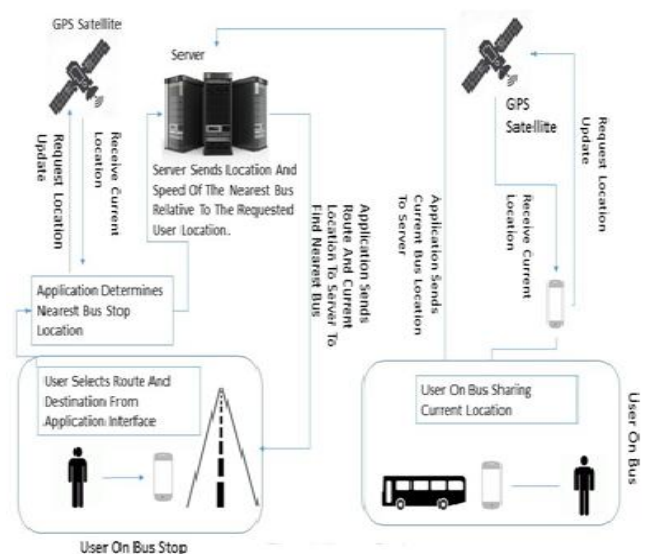 GPS Satellite
Server
GPS
Satellite
Request Location
Update
Receive Current
Location
Server Sends Location And
Speed Of The Nearest Bus
Relative To The Requested
User Location..
Application Sends
Route And Current
Location To Server To
Find Nearest Bus
Application Sends
Current Bus Location
To Server
Receive Current
Location
Request Location
Update
Application Determines
Nearest Bus Stop
Location
User Selects Route And
Destination From
Application Interface
User On Bus Sharing
Current Location
User On Bus
User On Bus Stop